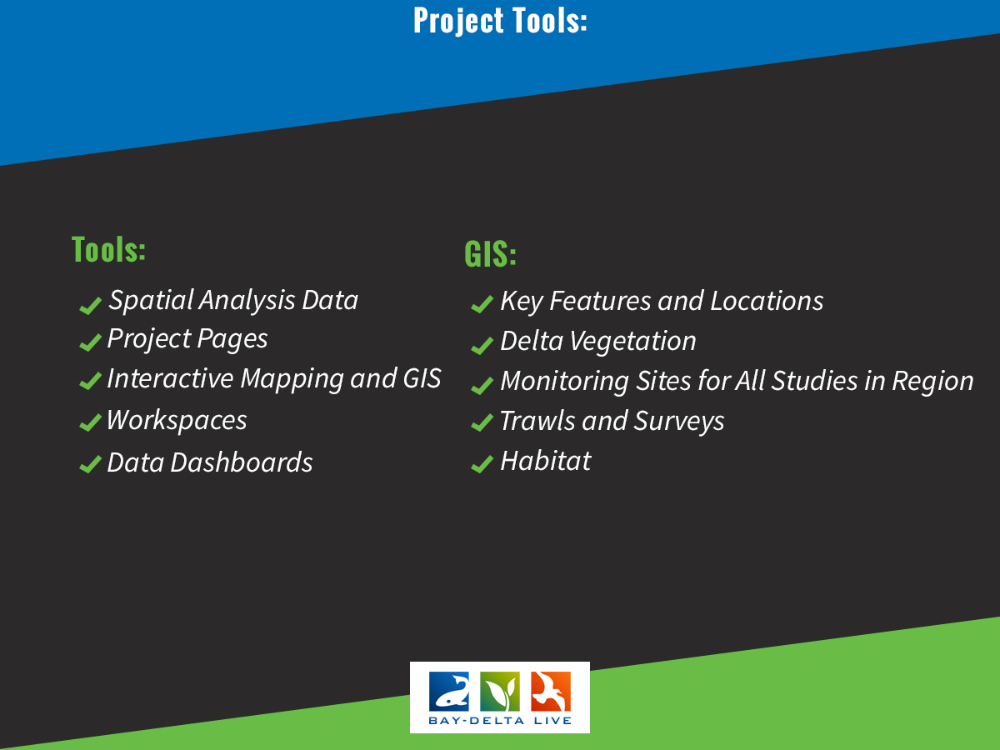 Project Tools:
Tools:
Spatial Analysis Data
Project Pages
Interactive Mapping and GIS
Workspaces
Data Dashboards
GIS:
Key Features and Locations
Delta Vegetation
Monitoring Sites for All Studies in Region
Trawls and Surveys
Habitat
BAY-DELTA LIVE